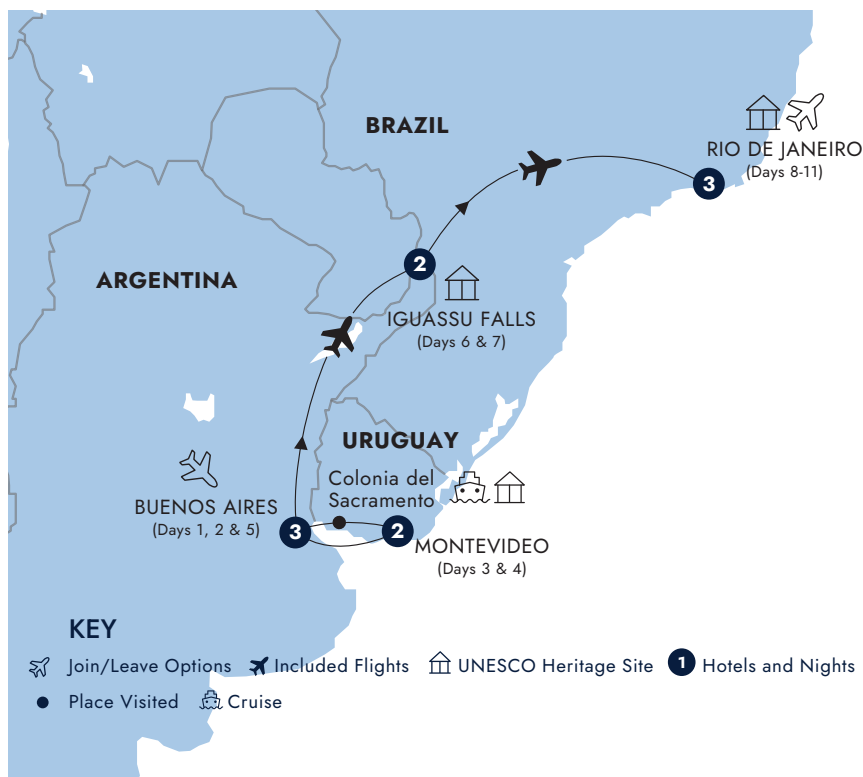 BRAZIL
RIO DE JANEIRO
(Days 8-11)
3
2
ARGENTINA
IGUASSU FALLS
(Days 6 & 7)
URUGUAY
Colonia del
Sacramento
BUENOS AIRES
(Days 1, 2 & 5)
3
2
MONTEVIDEO
(Days 3 & 4)
KEY
Join/Leave Options Included Flights UNESCO Heritage Site 1 Hotels and Nights
Place Visited Cruise